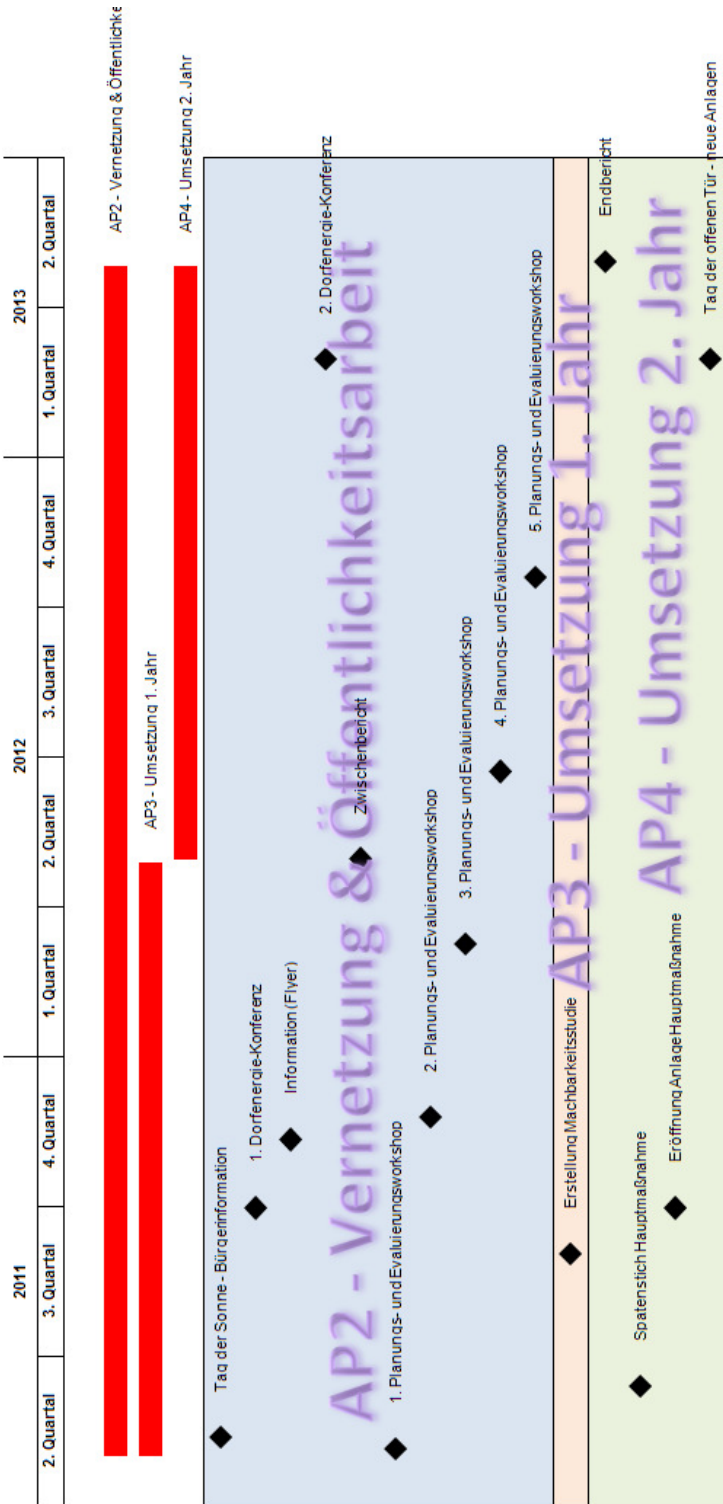 2011
2012
2013
2. Quartal
3. Quartal
4. Quartal
1. Quartal
2. Quartal
3. Quartal
4. Quartal
1. Quartal
2. Quartal
AP2 - Vernetzung & Öffentlichke
AP3 - Umsetzung 1. Jahr
AP4 - Umsetzung 2. Jahr
Tag der Sonne - Bürgerinformation
1. Dorfenergie-Konferenz
Information (Flyer)
2. Dorfenergie-Konferenz
AP2 - Vernetzung & Öffentlichkeitsarbeit
Zwischenbericht
1. Planungs- und Evaluierungsworkshop
2. Planungs- und Evaluierungsworkshop
3. Planungs- und Evaluierungsworkshop
4. Planungs- und Evaluierungsworkshop
5. Planungs- und Evaluierungsworkshop
Erstellung Machbarkeitsstudie
AP3 - Umsetzung 1. Jahr
Endbericht
Spatenstich Hauptmaßnahme
Eröffnung Anlage Hauptmaßnahme
AP4 - Umsetzung 2. Jahr
Tag der offenen Tür - neue Anlagen